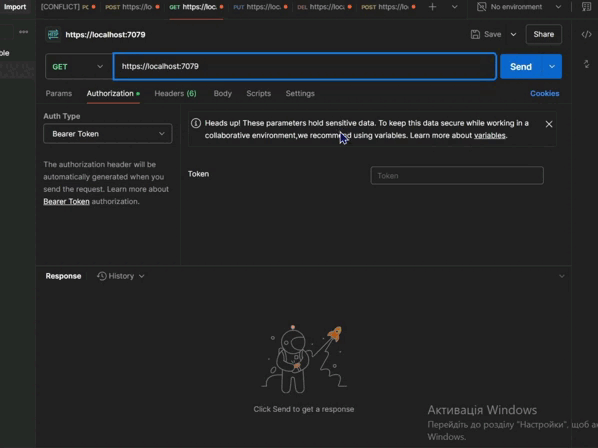 Import
[CONFLICT] PC
POST https://lo
GET https://loc.
PUT https://loc.
DEL https://loc.
POST https://lo
No environment
HTTP https://localhost:7079
Save
Share
ble
GET
https://localhost:7079
Send
Params
Authorization
Headers (6)
Body
Scripts
Settings
Cookies
Auth Type
Bearer Token
The authorization header will be
automatically generated when you
send the request. Learn more about
Bearer Token authorization.
Heads up! These parameters hold sensitive data. To keep this data secure while working in a
collaborative environment,we recommend using variables. Learn more about variables.
Token
Token
Response
History
Click Send to get a response
Активація Windows
Перейдіть до розділу "Настройки", щоб а
Windows.